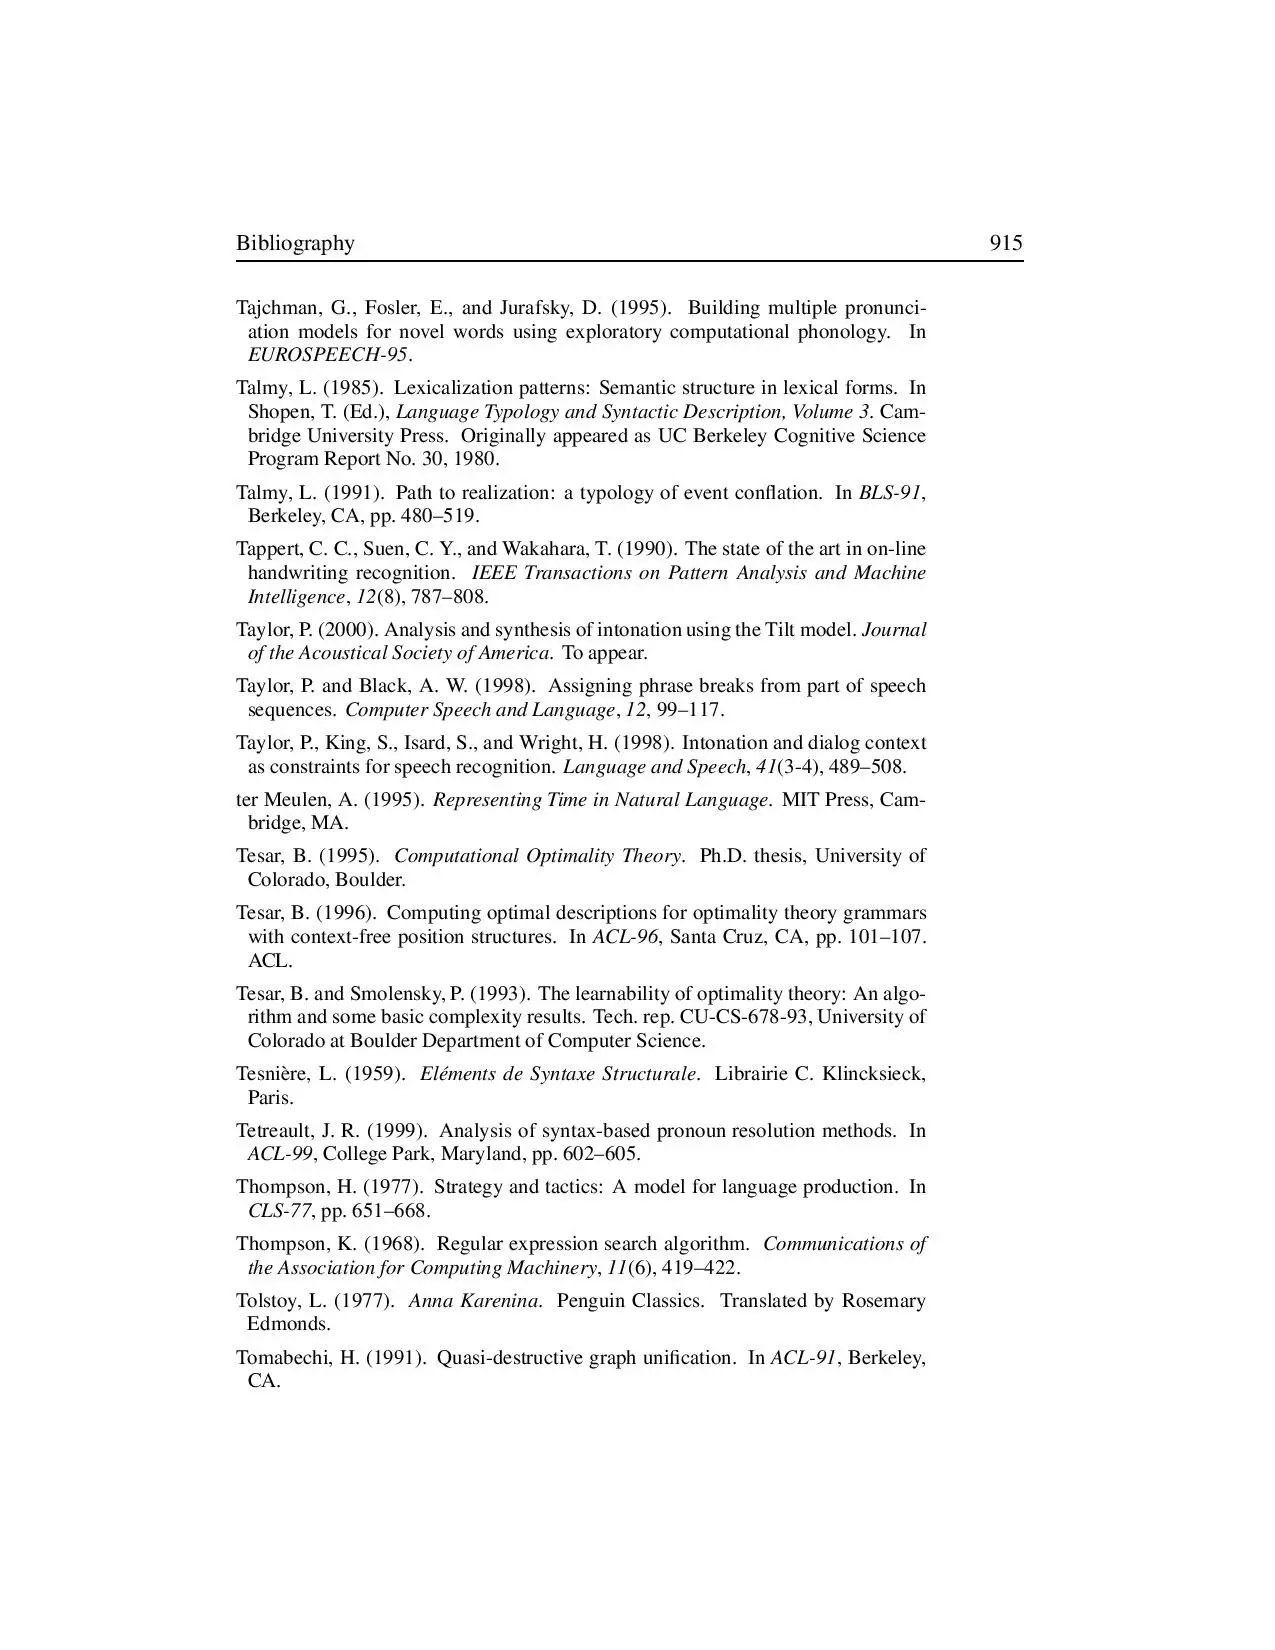 Bibliography 915
Tajchman, G., Fosler, E., and Jurafsky, D. (1995). Building multiple pronunci-
ation models for novel words using exploratory computational phonology. In
EUROSPEECH-95.
Talmy, L. (1985). Lexicalization patterns: Semantic structure in lexical forms. In
Shopen, T. (Ed.), Language Typology and Syntactic Description, Volume 3. Cam-
bridge University Press. Originally appeared as UC Berkeley Cognitive Science
Program Report No. 30, 1980.
Talmy, L. (1991). Path to realization: a typology of event conflation. In BLS-91,
Berkeley, CA, pp. 480–519.
Tappert, C. C., Suen, C. Y., and Wakahara, T. (1990). The state of the art in on-line
handwriting recognition. IEEE Transactions on Pattern Analysis and Machine
Intelligence, 12(8), 787–808.
Taylor, P. (2000). Analysis and synthesis of intonation using the Tilt model. Journal
of the Acoustical Society of America. To appear.
Taylor, P. and Black, A. W. (1998). Assigning phrase breaks from part of speech
sequences. Computer Speech and Language, 12, 99–117.
Taylor, P., King, S., Isard, S., and Wright, H. (1998). Intonation and dialog context
as constraints for speech recognition. Language and Speech, 41(3-4), 489–508.
ter Meulen, A. (1995). Representing Time in Natural Language. MIT Press, Cam-
bridge, MA.
Tesar, B. (1995). Computational Optimality Theory. Ph.D. thesis, University of
Colorado, Boulder.
Tesar, B. (1996). Computing optimal descriptions for optimality theory grammars
with context-free position structures. In ACL-96, Santa Cruz, CA, pp. 101–107.
ACL.
Tesar, B. and Smolensky, P. (1993). The learnability of optimality theory: An algo-
rithm and some basic complexity results. Tech. rep. CU-CS-678-93, University of
Colorado at Boulder Department of Computer Science.
Tesnière, L. (1959). Eléments de Syntaxe Structurale. Librairie C. Klincksieck,
Paris.
Tetreault, J. R. (1999). Analysis of syntax-based pronoun resolution methods. In
ACL-99, College Park, Maryland, pp. 602–605.
Thompson, H. (1977). Strategy and tactics: A model for language production. In
CLS-77, pp. 651–668.
Thompson, K. (1968). Regular expression search algorithm. Communications of
the Association for Computing Machinery, 11(6), 419–422.
Tolstoy, L. (1977). Anna Karenina. Penguin Classics. Translated by Rosemary
Edmonds.
Tomabechi, H. (1991). Quasi-destructive graph unification. In ACL-91, Berkeley,
CA.